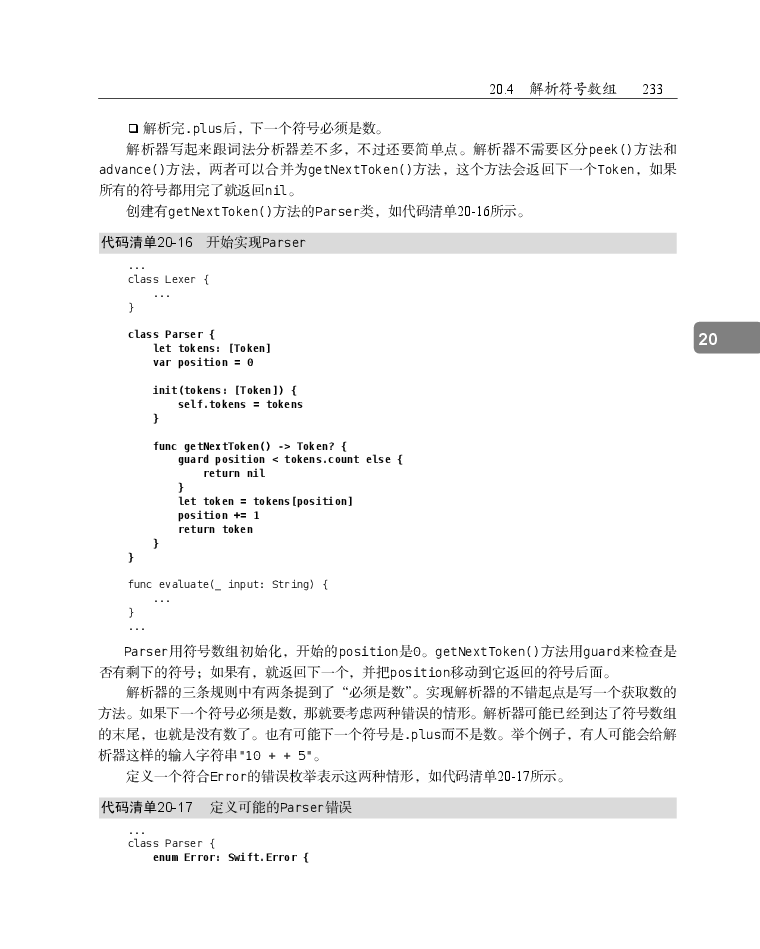 20.4 解析符号数组 233
❑ 解析完.plus后，下一个符号必须是数。
解析器写起来跟词法分析器差不多，不过还要简单点。解析器不需要区分peek()方法和
advance()方法，两者可以合并为getNextToken()方法，这个方法会返回下一个Token，如果
所有的符号都用完了就返回nil。
创建有getNextToken()方法的Parser类，如代码清单20-16所示。
代码清单20-16 开始实现Parser
...
class Lexer {
    ...
}
class Parser {
    let tokens: [Token]
    var position = 0
    init(tokens: [Token]) {
        self.tokens = tokens
    }
    func getNextToken() -> Token? {
        guard position < tokens.count else {
            return nil
        }
        let token = tokens[position]
        position += 1
        return token
    }
}
func evaluate(_ input: String) {
    ...
}
...
20
Parser用符号数组初始化，开始的position是0。getNextToken()方法用guard来检查是
否有剩下的符号；如果有，就返回下一个，并把position移动到它返回的符号后面。
解析器的三条规则中有两条提到了“必须是数”。实现解析器的不错起点是写一个获取数的
方法。如果下一个符号必须是数，那就要考虑两种错误的情形。解析器可能已经到达了符号数组
的末尾，也就是没有数了。也有可能下一个符号是.plus而不是数。举个例子，有人可能会给解
析器这样的输入字符串"10 + + 5"。
定义一个符合Error的错误枚举表示这两种情形，如代码清单20-17所示。
代码清单20-17 定义可能的Parser错误
...
class Parser {
    enum Error: Swift.Error {